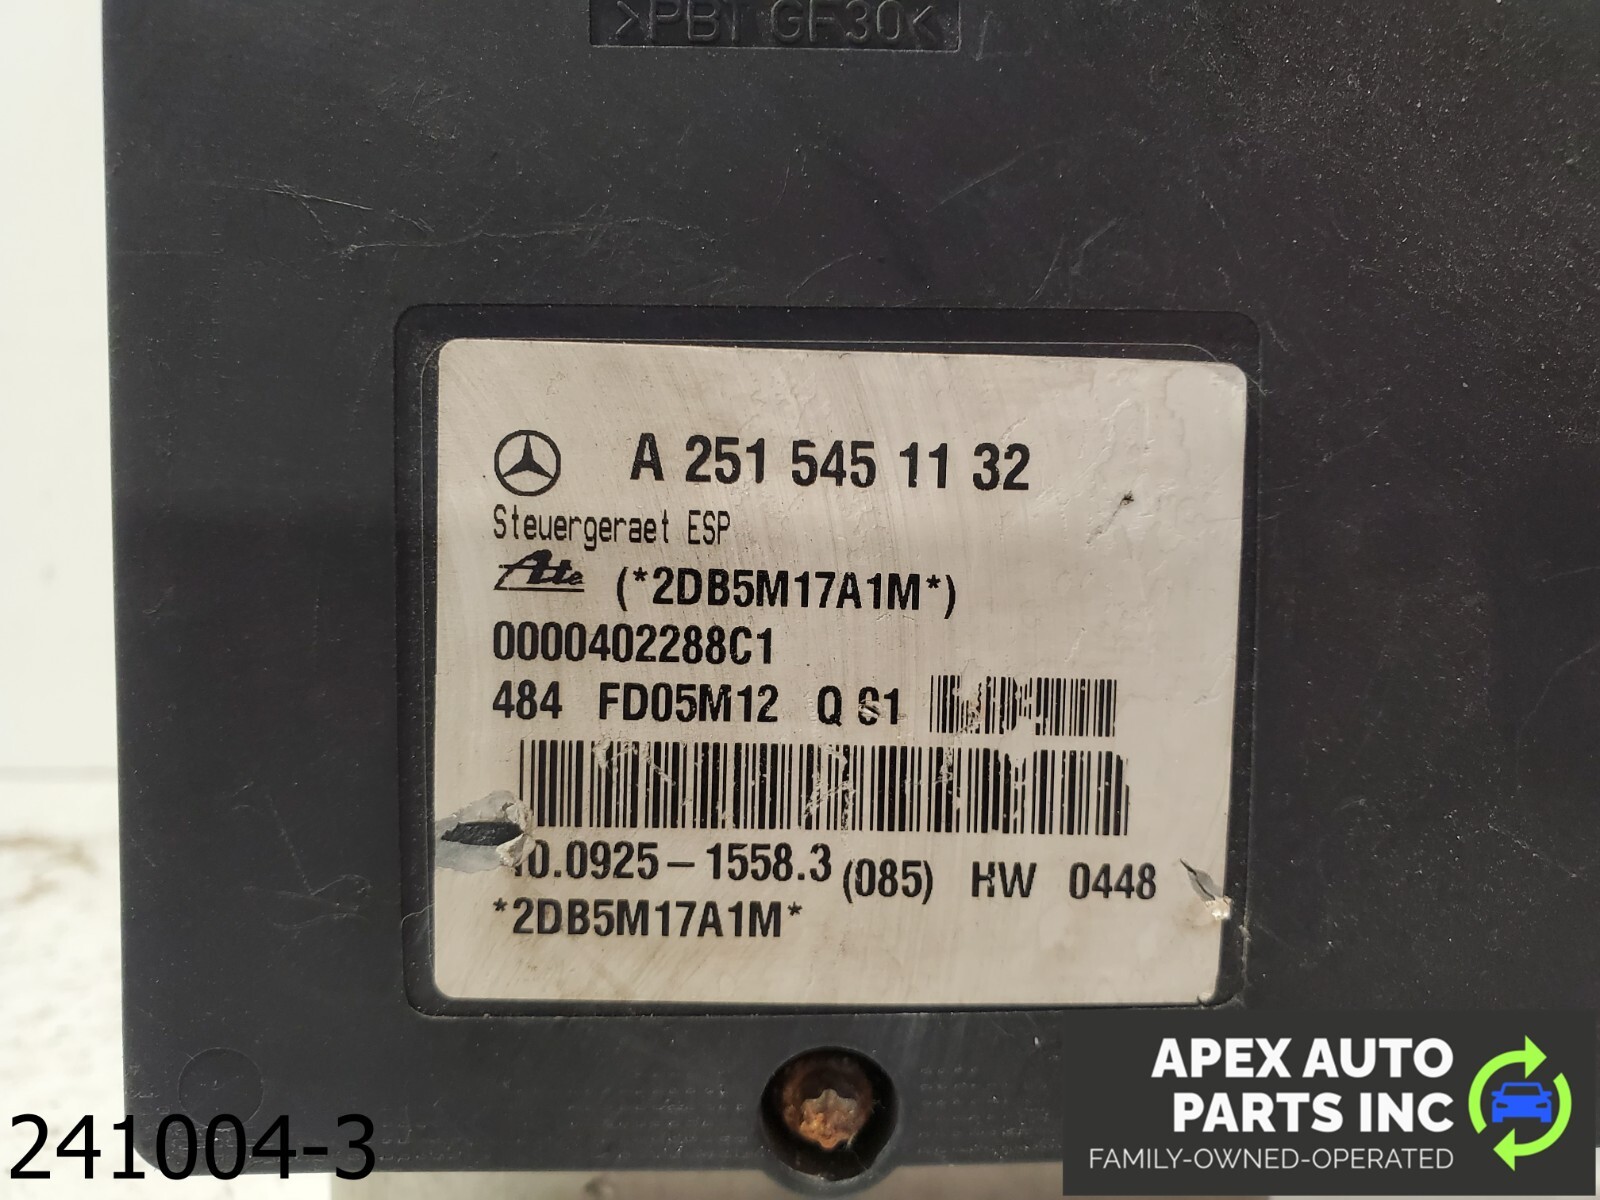 >PBT GF30<
A 251 545 11 32
Steuergeraet ESP
Ate (*2DB5M17A1M*)
0000402288C1
484 FD05M12 Q 61
10.0925-1558.3 (085) HW 0448
*2DB5M17A1M*
241004-3
APEX AUTO
PARTS INC
FAMILY-OWNED-OPERATED